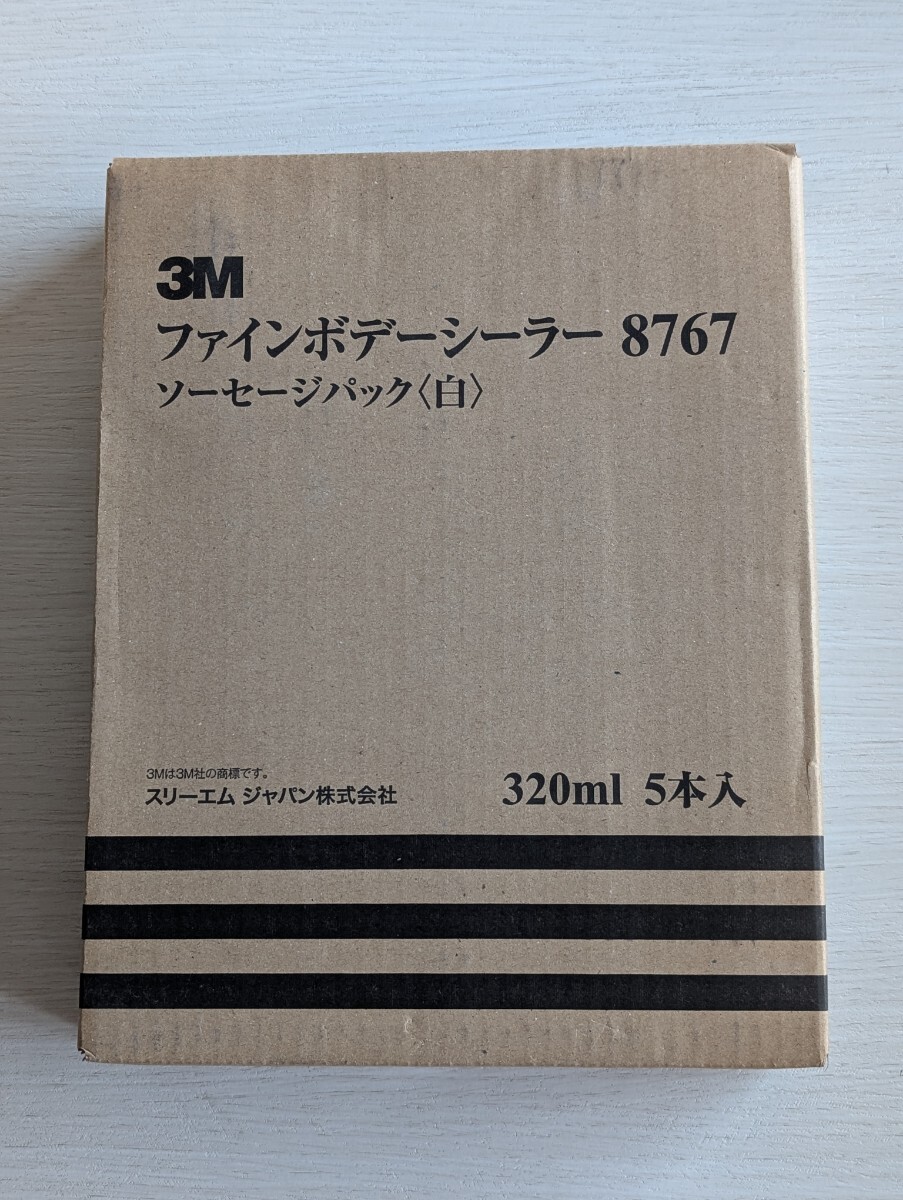 3M
ファインボデーシーラー 8767
ソーセージパック〈白〉
3Mは3M社の商標です。
スリーエム ジャパン株式会社
320ml 5本入